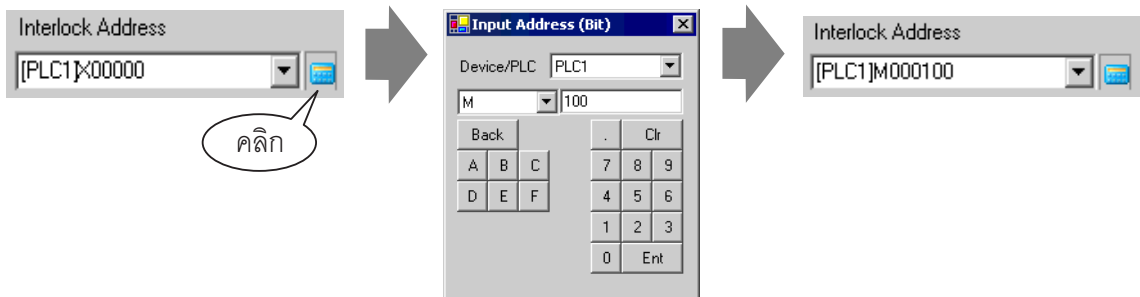 Interlock Address
[PLC1]X00000
คลิก
Input Address (Bit)
Device/PLC PLC1
M 100
Back . Clr
A B C 7 8 9
D E F 4 5 6
1 2 3
0 Ent
Interlock Address
[PLC1]M000100